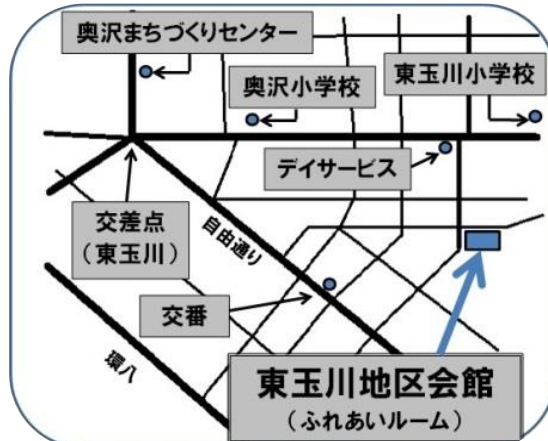 奥沢まちづくりセンター
奥沢小学校
東玉川小学校
デイサービス
交差点
（東玉川）
自由通り
交番
環八
東玉川地区会館
（ふれあいルーム）